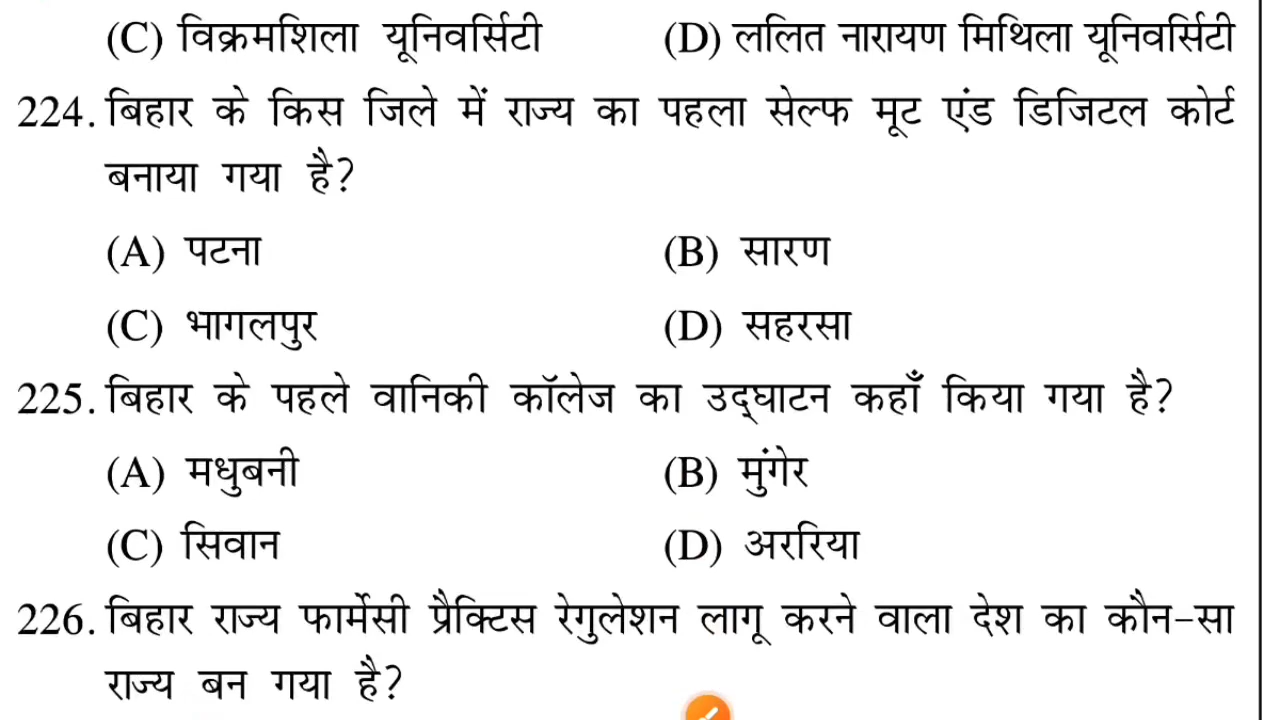 (C) विक्रमशिला यूनिवर्सिटी (D) ललित नारायण मिथिला यूनिवर्सिटी
224. बिहार के किस जिले में राज्य का पहला सेल्फ मूट एंड डिजिटल कोर्ट
बनाया गया है?
(A) पटना (B) सारण
(C) भागलपुर (D) सहरसा
225. बिहार के पहले वानिकी कॉलेज का उद्‌घाटन कहाँ किया गया है?
(A) मधुबनी (B) मुंगेर
(C) सिवान (D) अररिया
226. बिहार राज्य फार्मेसी प्रैक्टिस रेगुलेशन लागू करने वाला देश का कौन-सा
राज्य बन गया है?